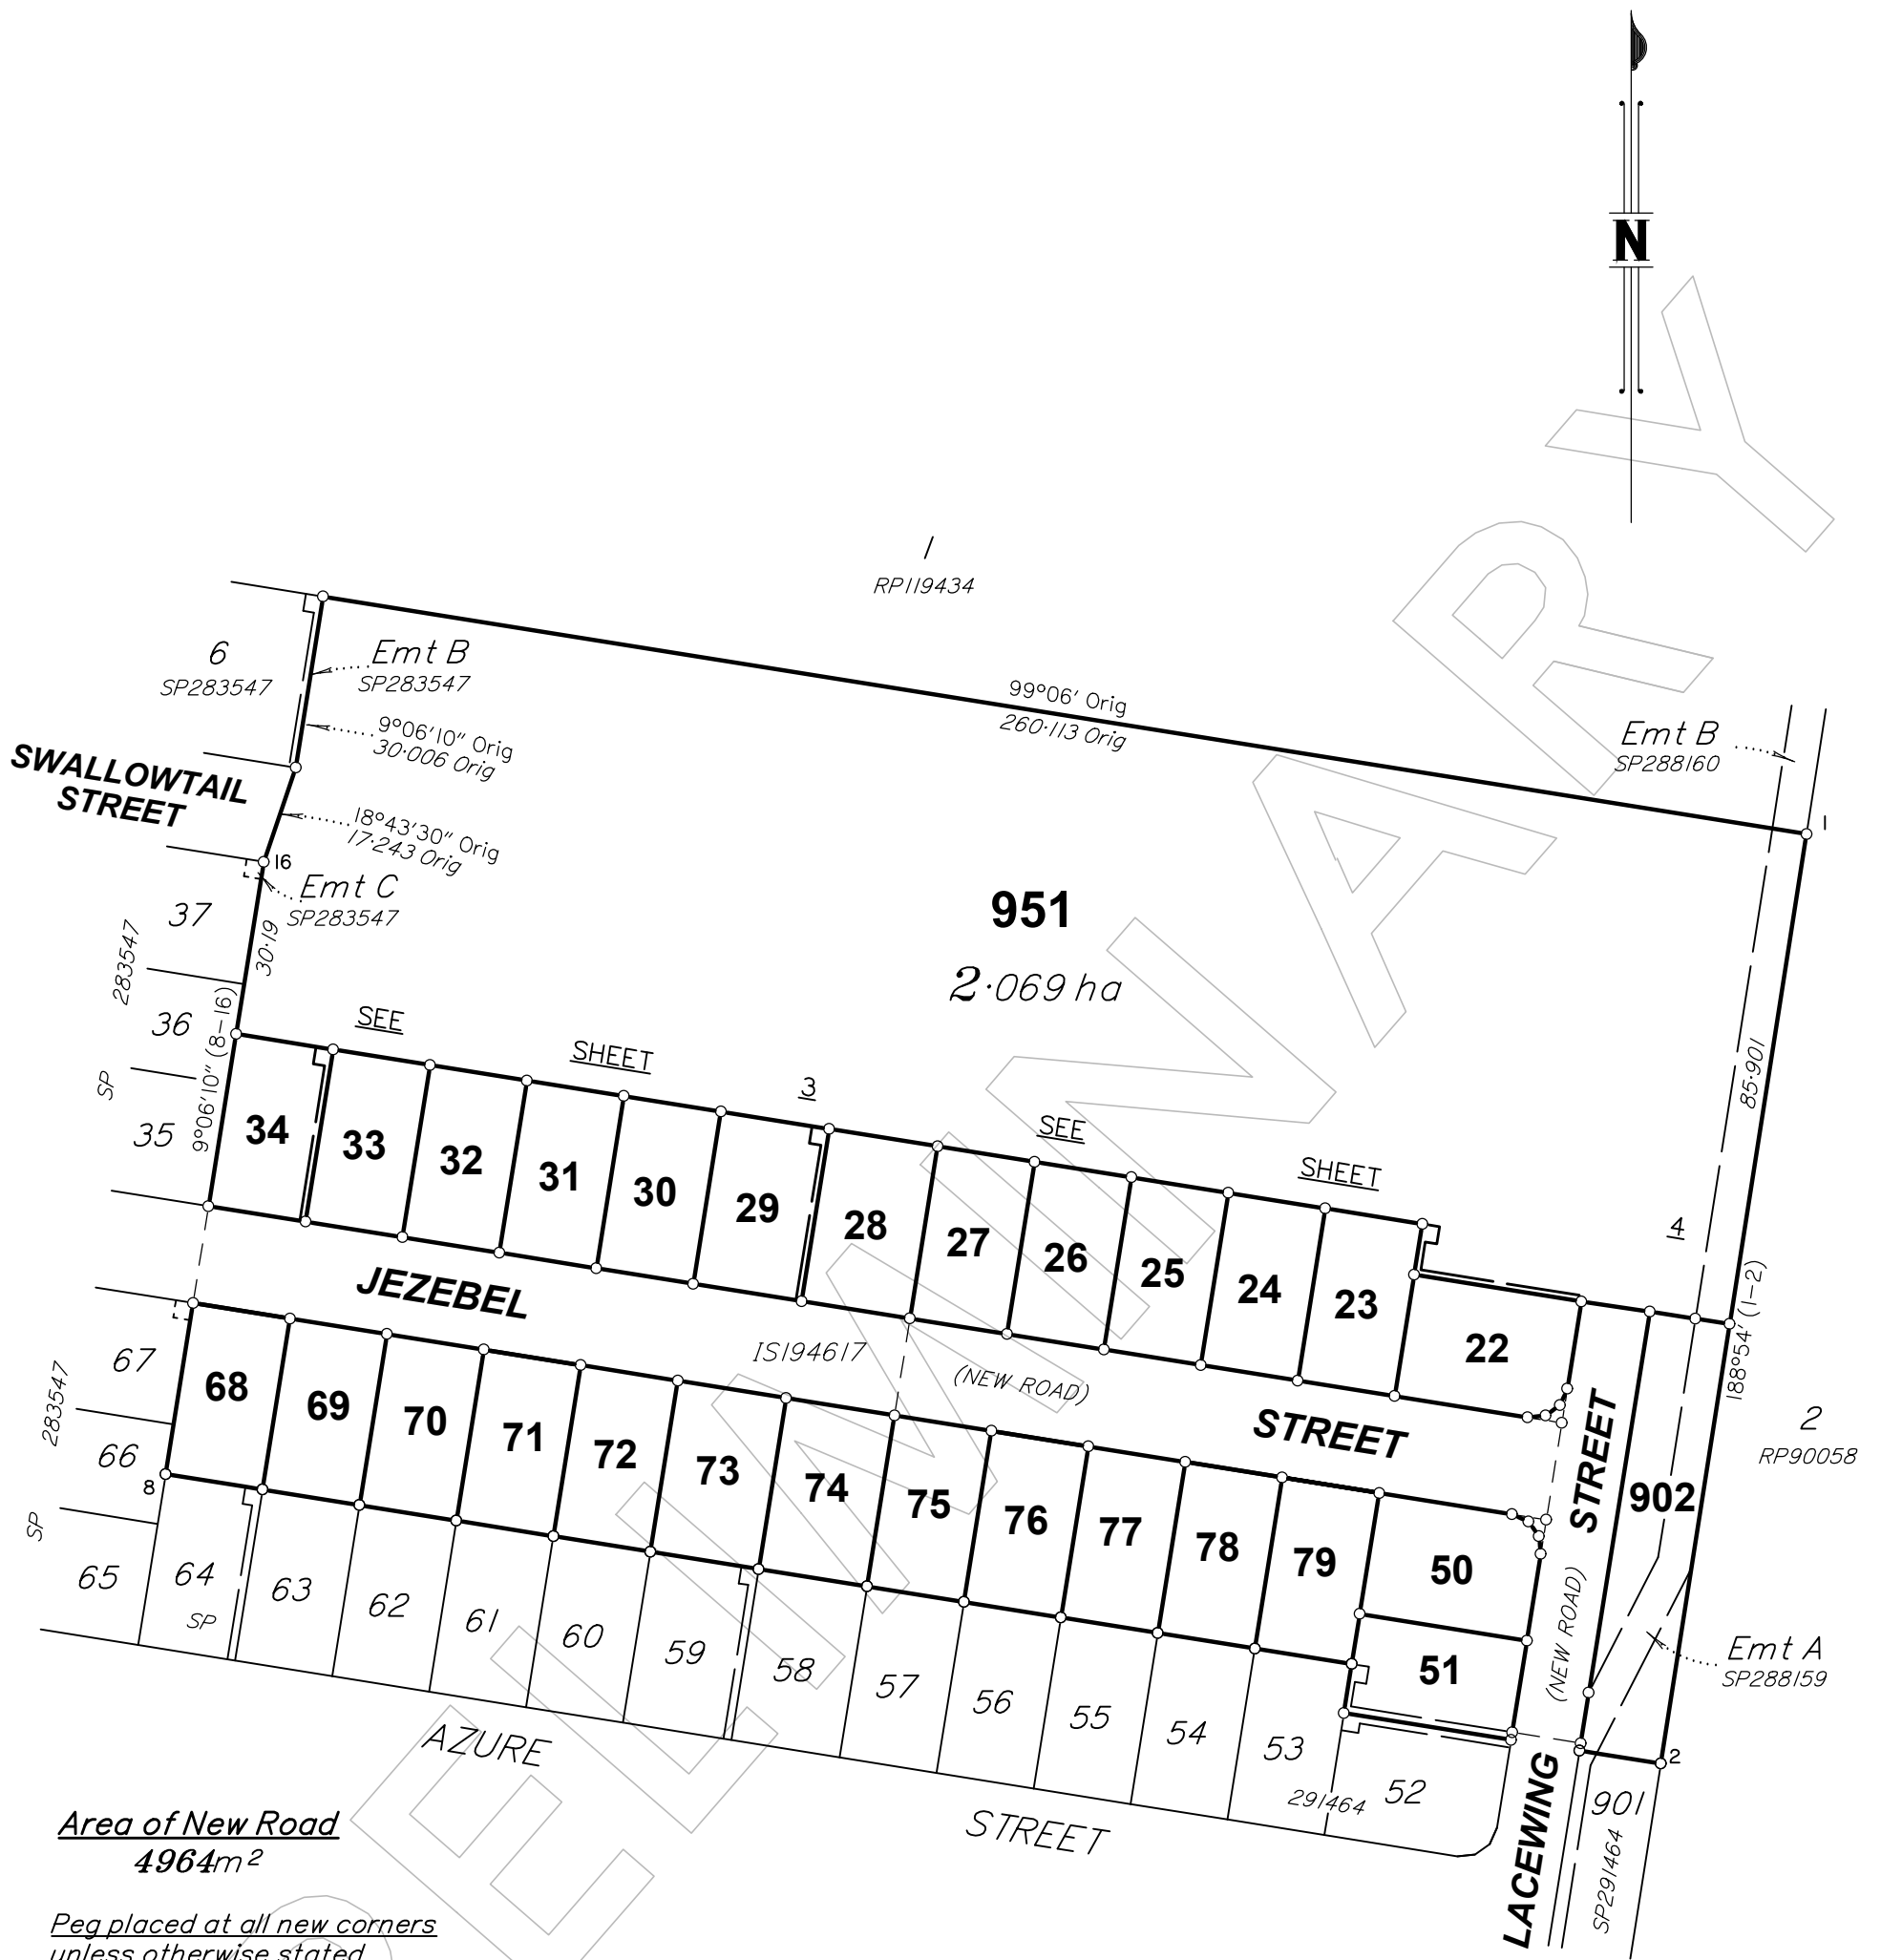 N
1
RP119434
6
SP283547
Emt B
SP283547
9°06'10" Orig
30·006 Orig
99°06' Orig
260·113 Orig
Emt B
SP288160
SWALLOWTAIL
STREET
18°43'30" Orig
17·243 Orig
1
16
Emt C
SP283547
37
283547
30·19
951
2·069 ha
36
SP
35
9°06'10" (8–16)
SEE
SHEET
3
SEE
SHEET
4
85·901
188°54' (1–2)
34
33
32
31
30
29
28
27
26
25
24
23
22
JEZEBEL
IS194617
(NEW ROAD)
STREET
STREET
902
2
RP90058
67
283547
66
8
SP
65
68
69
70
71
72
73
74
75
76
77
78
79
50
51
(NEW ROAD)
Emt A
SP288159
64
SP
63
62
61
60
59
58
57
56
55
54
53
52
291464
2
901
SP291464
LACEWING
AZURE
STREET
Area of New Road
4964m²
Peg placed at all new corners
unless otherwise stated